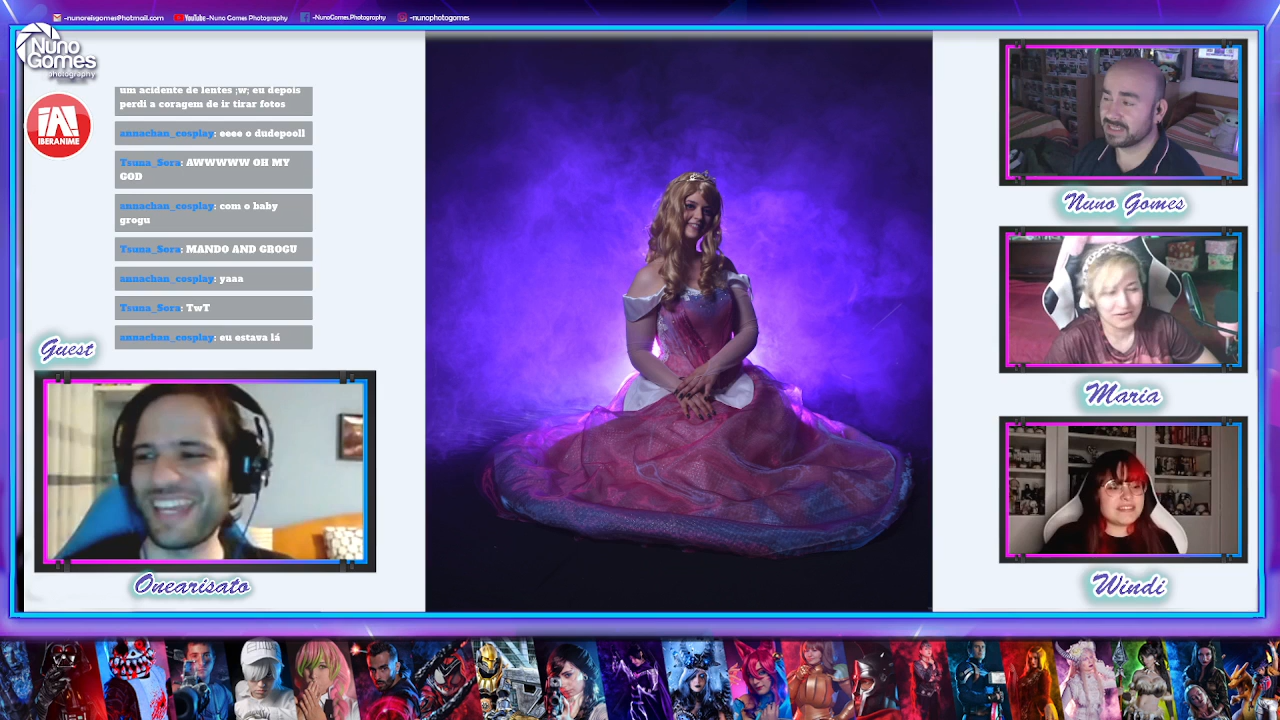 -nunoreisgomes@hotmail.com
YouTube -Nuno Gomes Photography
-NunoGomes.Photography
-nunophotogomes
Nuno
Gomes
photography
iA!
IBERANIME
um acidente de lentes ;w; eu depois
perdi a coragem de ir tirar fotos
annachan_cosplay: eeee o dudepooll
Tsuna_Sora: AWWWWW OH MY
GOD
annachan_cosplay: com o baby
grogu
Tsuna_Sora: MANDO AND GROGU
annachan_cosplay: yaaa
Tsuna_Sora: TwT
annachan_cosplay: eu estava lá
Guest
Onearisato
Nuno Gomes
Maria
Windi